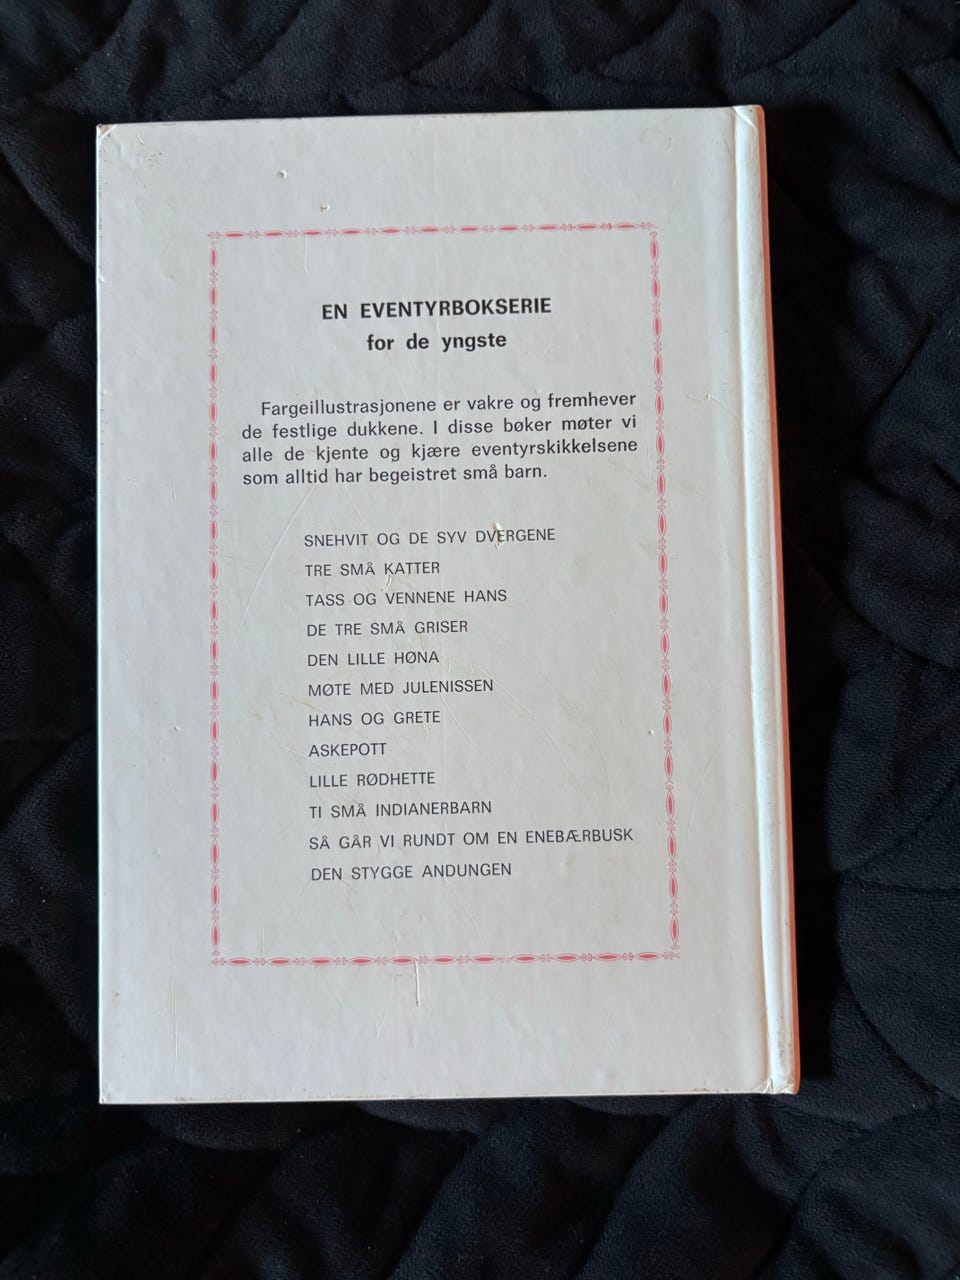 EN EVENTYRBOKSERIE
for de yngste
Fargeillustrasjonene er vakre og fremhever
de festlige dukkene. I disse bøker møter vi
alle de kjente og kjære eventyrskikkelsene
som alltid har begeistret små barn.
SNEHVIT OG DE SYV DVERGENE
TRE SMÅ KATTER
TASS OG VENNENE HANS
DE TRE SMÅ GRISER
DEN LILLE HØNA
MØTE MED JULENISSEN
HANS OG GRETE
ASKEPOTT
LILLE RØDHETTE
TI SMÅ INDIANERBARN
SÅ GÅR VI RUNDT OM EN ENEBÆRBUSK
DEN STYGGE ANDUNGEN